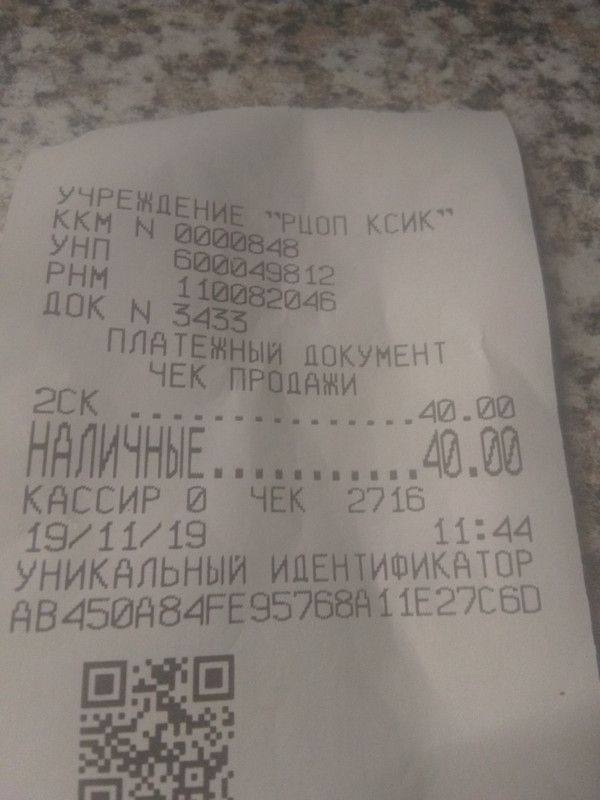 УЧРЕЖДЕНИЕ "РЦОП КСИК"
ККМ N 0000848
УНП 600049812
РНМ 110082046
ДОК N 3433
ПЛАТЕЖНЫЙ ДОКУМЕНТ
ЧЕК ПРОДАЖИ
2СК ................40.00
НАЛИЧНЫЕ...........40.00
КАССИР 0 ЧЕК 2716
19/11/19 11:44
УНИКАЛЬНЫЙ ИДЕНТИФИКАТОР
AB450A84FE95768A11E27C6D